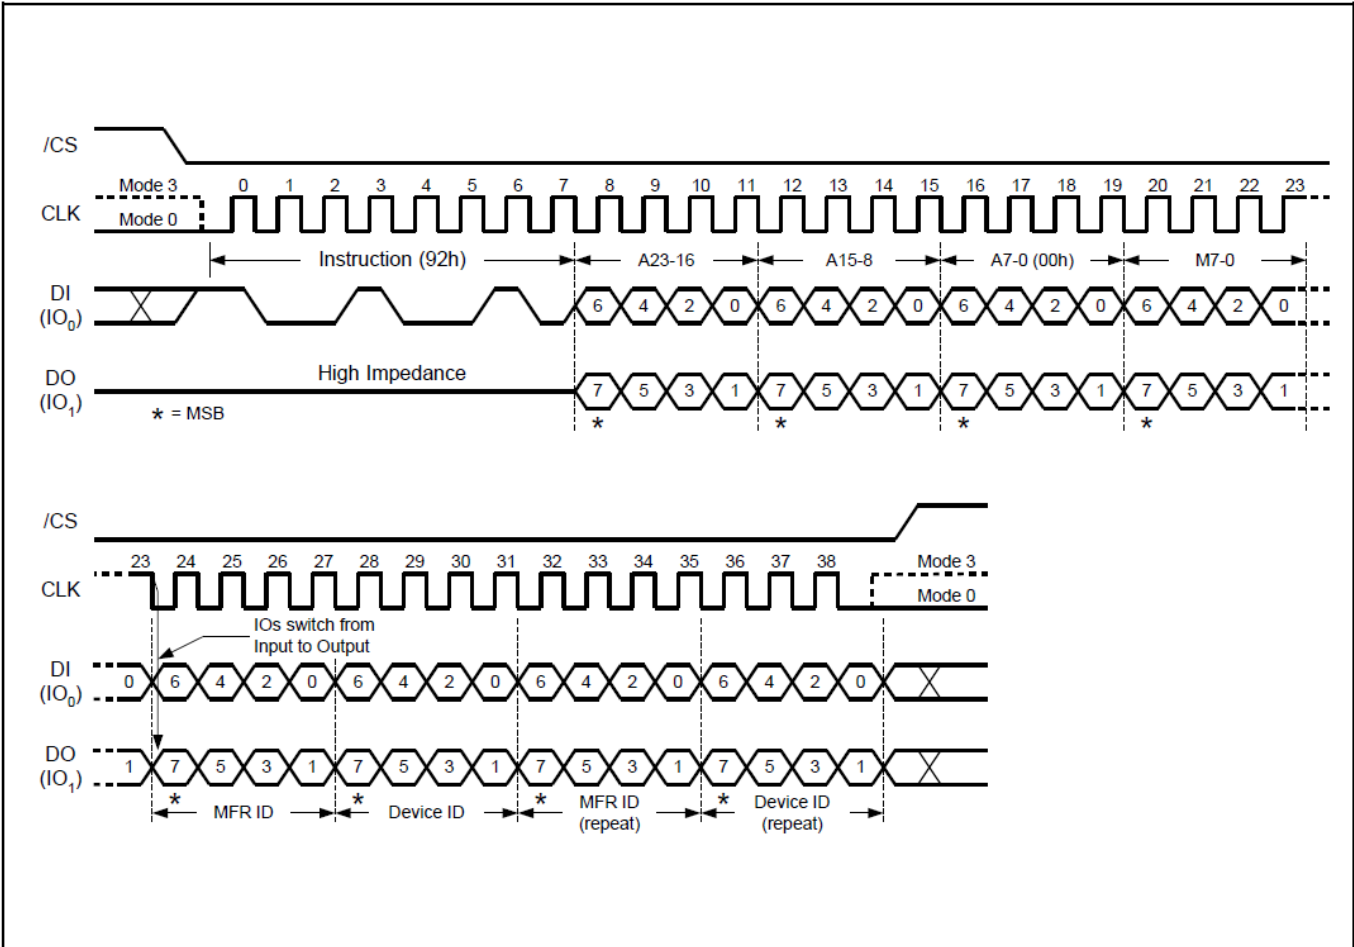 /CS
Mode 3 0 1 2 3 4 5 6 7 8 9 10 11 12 13 14 15 16 17 18 19 20 21 22 23
CLK
Mode 0
Instruction (92h) A23-16 A15-8 A7-0 (00h) M7-0
DI
(IO0) 6 4 2 0 6 4 2 0 6 4 2 0 6 4 2 0
High Impedance
DO
(IO1) 7 5 3 1 7 5 3 1 7 5 3 1 7 5 3 1
* = MSB * * * *
/CS
23 24 25 26 27 28 29 30 31 32 33 34 35 36 37 38 Mode 3
CLK
Mode 0
IOs switch from
Input to Output
DI
(IO0) 0 6 4 2 0 6 4 2 0 6 4 2 0 6 4 2 0
DO
(IO1) 1 7 5 3 1 7 5 3 1 7 5 3 1 7 5 3 1
* * * *
MFR ID Device ID MFR ID
(repeat) Device ID
(repeat)